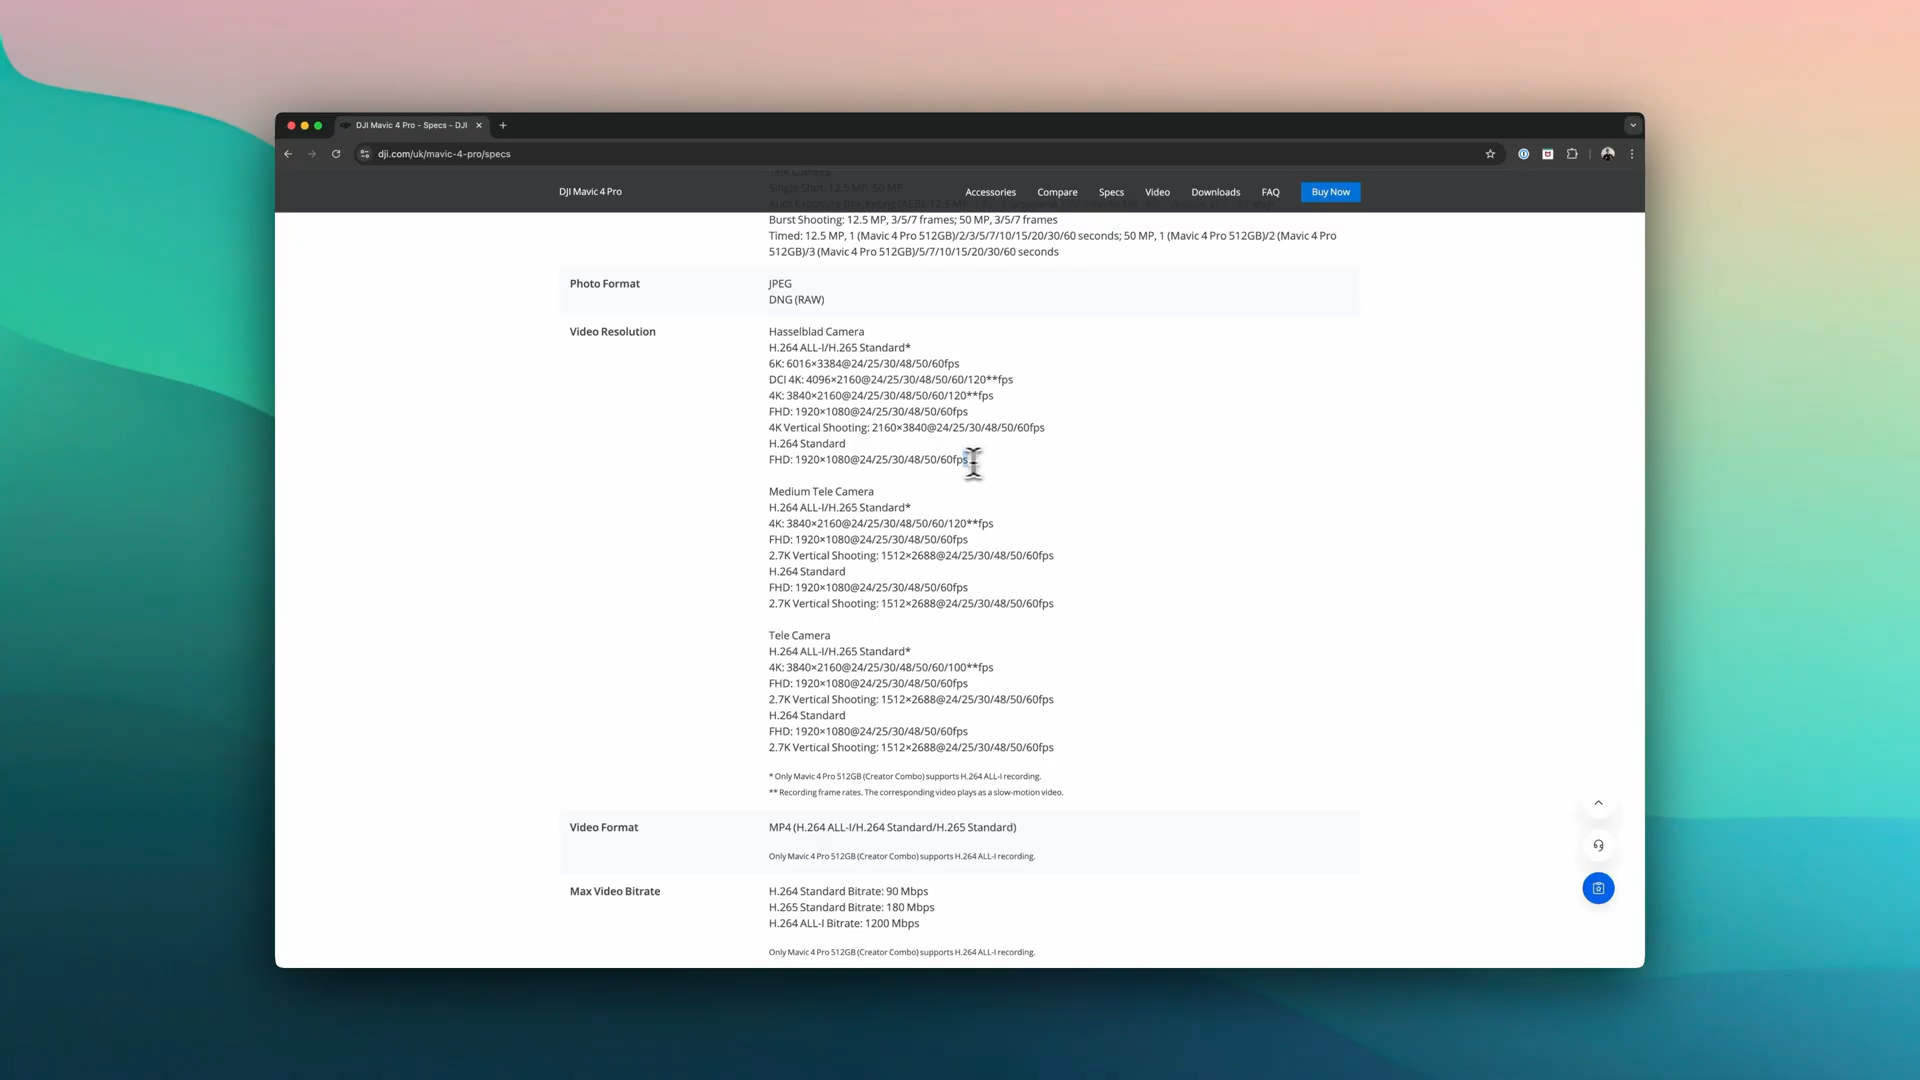 DJI Mavic 4 Pro - Specs - DJI
dji.com/uk/mavic-4-pro/specs
DJI Mavic 4 Pro
Accessories
Compare
Specs
Video
Downloads
FAQ
Buy Now
Tele Camera
Single Shot: 12.5 MP, 50 MP
Auto Exposure Bracketing (AEB): 12.5 MP,
Burst Shooting: 12.5 MP, 3/5/7 frames; 50 MP, 3/5/7 frames
Timed: 12.5 MP, 1 (Mavic 4 Pro 512GB)/2/3/5/7/10/15/20/30/60 seconds; 50 MP, 1 (Mavic 4 Pro 512GB)/2 (Mavic 4 Pro
512GB)/3 (Mavic 4 Pro 512GB)/5/7/10/15/20/30/60 seconds
Photo Format
JPEG
DNG (RAW)
Video Resolution
Hasselblad Camera
H.264 ALL-I/H.265 Standard*
6K: 6016×3384@24/25/30/48/50/60fps
DCI 4K: 4096×2160@24/25/30/48/50/60/120**fps
4K: 3840×2160@24/25/30/48/50/60/120**fps
FHD: 1920×1080@24/25/30/48/50/60fps
4K Vertical Shooting: 2160×3840@24/25/30/48/50/60fps
H.264 Standard
FHD: 1920×1080@24/25/30/48/50/60fps
Medium Tele Camera
H.264 ALL-I/H.265 Standard*
4K: 3840×2160@24/25/30/48/50/60/120**fps
FHD: 1920×1080@24/25/30/48/50/60fps
2.7K Vertical Shooting: 1512×2688@24/25/30/48/50/60fps
H.264 Standard
FHD: 1920×1080@24/25/30/48/50/60fps
2.7K Vertical Shooting: 1512×2688@24/25/30/48/50/60fps
Tele Camera
H.264 ALL-I/H.265 Standard*
4K: 3840×2160@24/25/30/48/50/60/100**fps
FHD: 1920×1080@24/25/30/48/50/60fps
2.7K Vertical Shooting: 1512×2688@24/25/30/48/50/60fps
H.264 Standard
FHD: 1920×1080@24/25/30/48/50/60fps
2.7K Vertical Shooting: 1512×2688@24/25/30/48/50/60fps
* Only Mavic 4 Pro 512GB (Creator Combo) supports H.264 ALL-I recording.
** Recording frame rates. The corresponding video plays as a slow-motion video.
Video Format
MP4 (H.264 ALL-I/H.264 Standard/H.265 Standard)
Only Mavic 4 Pro 512GB (Creator Combo) supports H.264 ALL-I recording.
Max Video Bitrate
H.264 Standard Bitrate: 90 Mbps
H.265 Standard Bitrate: 180 Mbps
H.264 ALL-I Bitrate: 1200 Mbps
Only Mavic 4 Pro 512GB (Creator Combo) supports H.264 ALL-I recording.